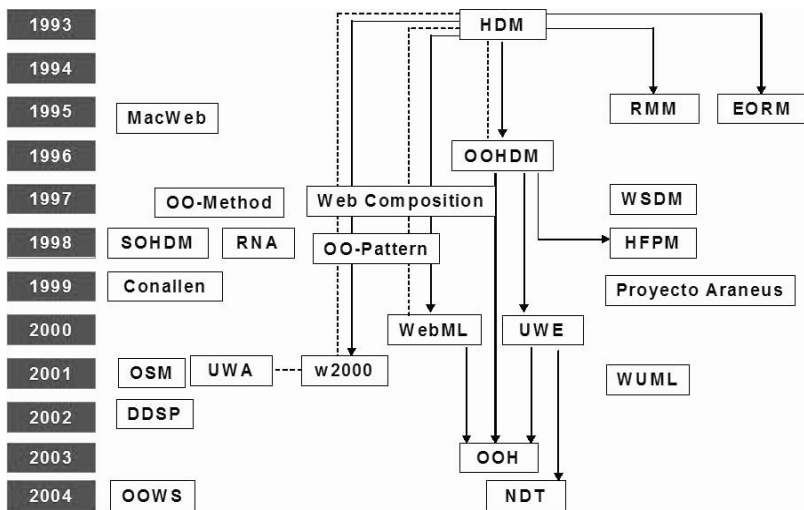 1993
HDM
1994
1995
MacWeb
RMM
EORM
1996
OOHDM
1997
OO-Method
Web Composition
WSDM
1998
SOHDM
RNA
OO-Pattern
HFPM
1999
Conallen
Proyecto Araneus
2000
WebML
UWE
2001
OSM
UWA
w2000
WUML
2002
DDSP
2003
OOH
2004
OOWS
NDT